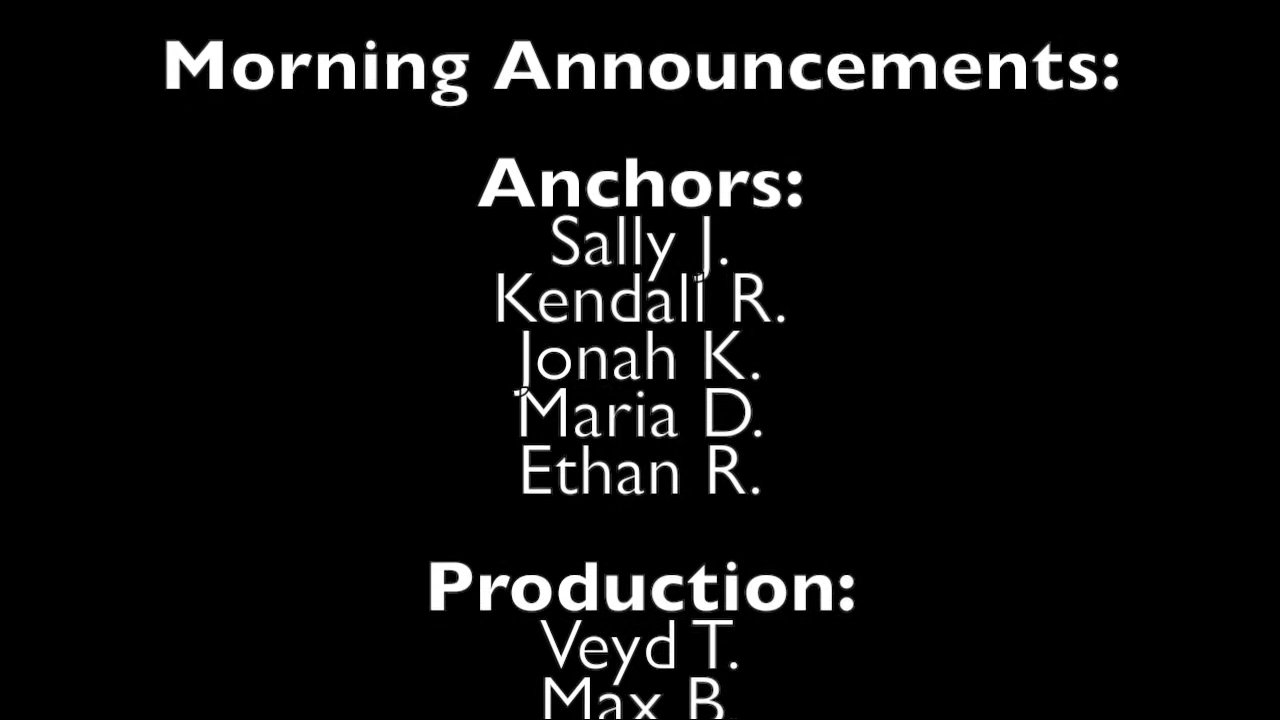 Morning Announcements:
Anchors:
Sally J.
Kendall R.
Jonah K.
Maria D.
Ethan R.
Production:
Veyd T.
Max B.